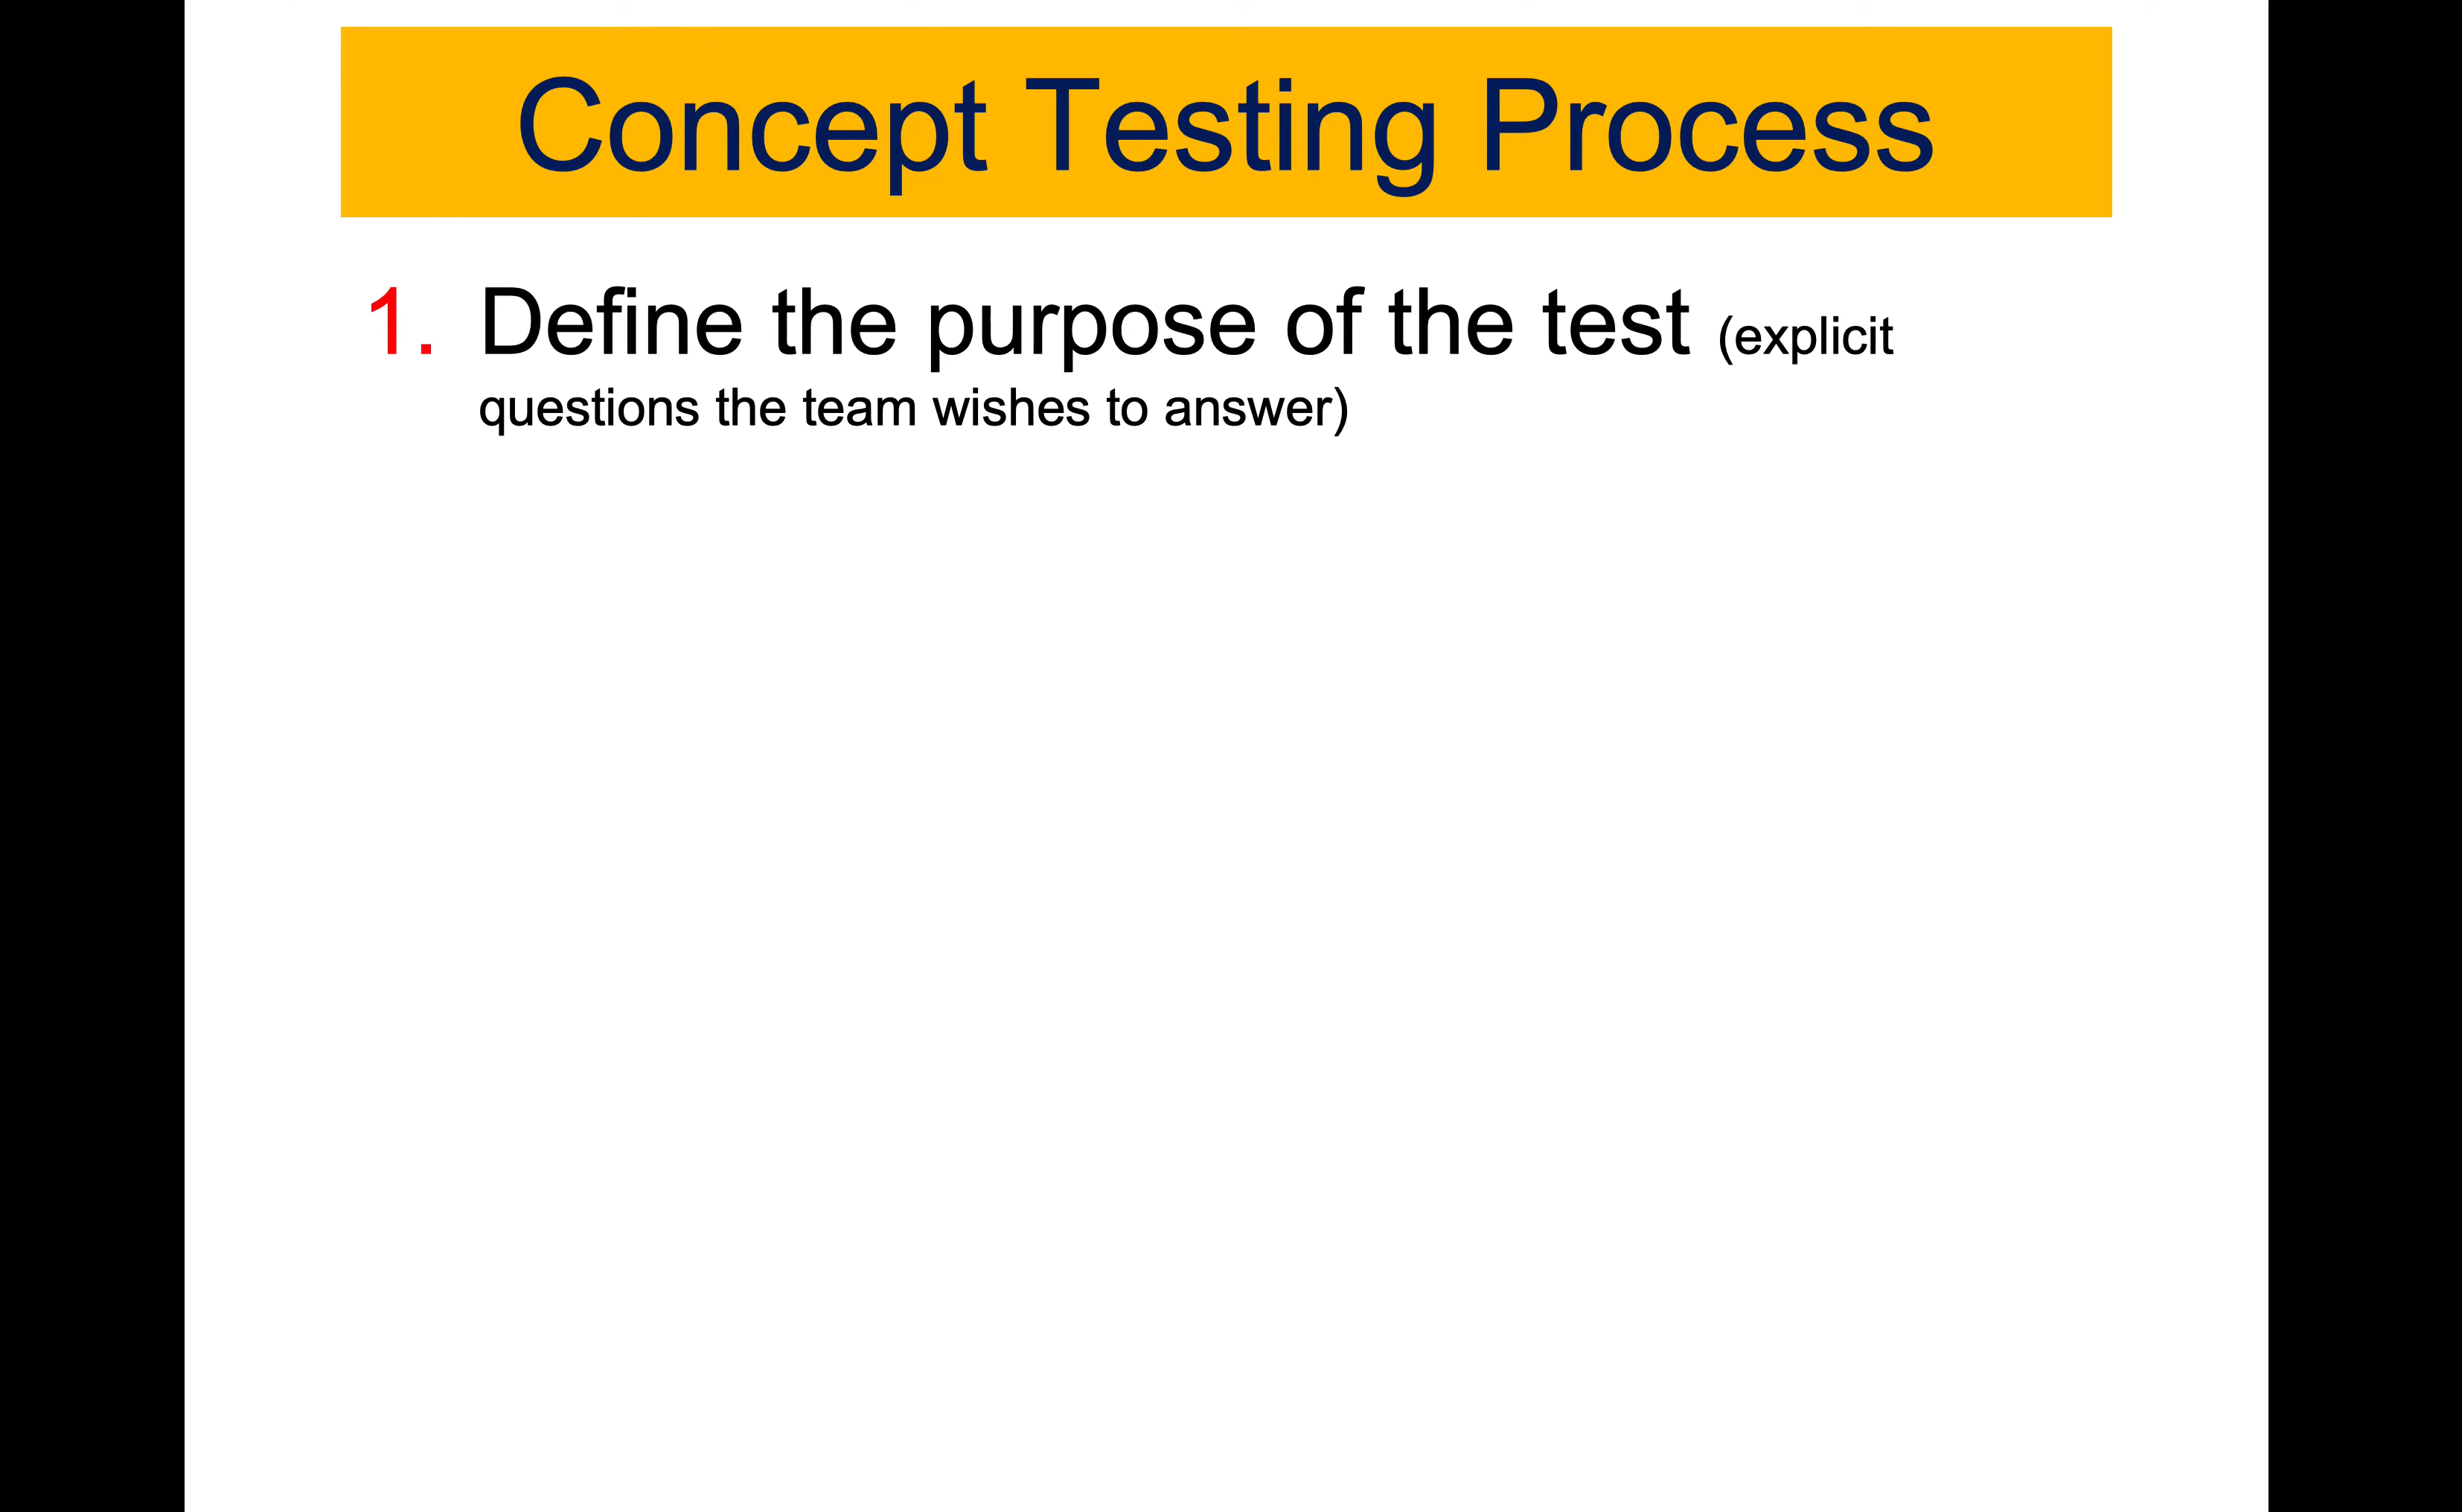 Concept Testing Process
1. Define the purpose of the test (explicit
questions the team wishes to answer)